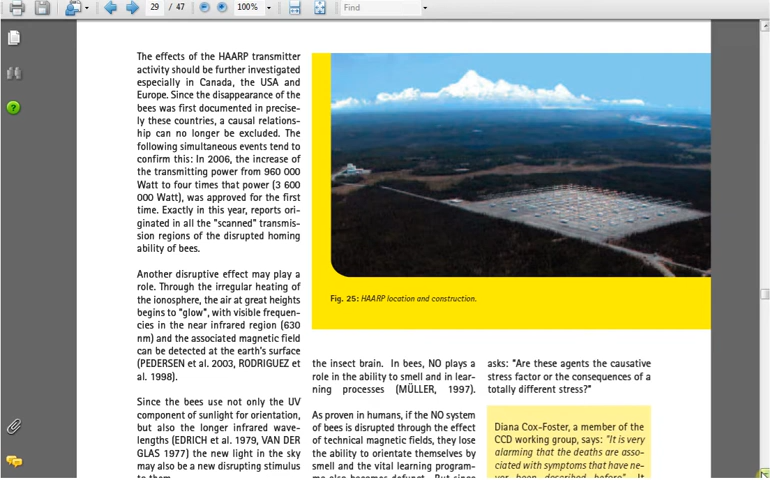 29 / 47
100%
Find
The effects of the HAARP transmitter
activity should be further investigated
especially in Canada, the USA and
Europe. Since the disappearance of the
bees was first documented in precise-
ly these countries, a causal relations-
hip can no longer be excluded. The
following simultaneous events tend to
confirm this: In 2006, the increase of
the transmitting power from 960 000
Watt to four times that power (3 600
000 Watt), was approved for the first
time. Exactly in this year, reports ori-
ginated in all the "scanned" transmis-
sion regions of the disrupted homing
ability of bees.
Another disruptive effect may play a
role. Through the irregular heating of
the ionosphere, the air at great heights
begins to "glow", with visible frequen-
cies in the near infrared region (630
nm) and the associated magnetic field
can be detected at the earth's surface
(PEDERSEN et al. 2003, RODRIGUEZ et
al. 1998).
Since the bees use not only the UV
component of sunlight for orientation,
but also the longer infrared wave-
lengths (EDRICH et al. 1979, VAN DER
GLAS 1977) the new light in the sky
may also be a new disrupting stimulus
to them.
Fig. 25: HAARP location and construction.
the insect brain. In bees, NO plays a
role in the ability to smell and in lear-
ning processes (MÜLLER, 1997).
As proven in humans, if the NO system
of bees is disrupted through the effect
of technical magnetic fields, they lose
the ability to orientate themselves by
smell and the vital learning program-
me also becomes defunct. But since
asks: "Are these agents the causative
stress factor or the consequences of a
totally different stress?"
Diana Cox-Foster, a member of the
CCD working group, says: "It is very
alarming that the deaths are asso-
ciated with symptoms that have ne-
ver been described before". It